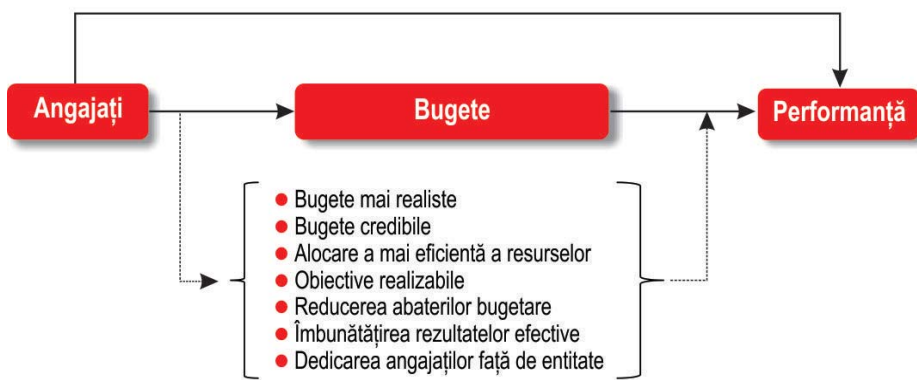 Angajați
Bugete
Performanță
Bugete mai realiste
Bugete credibile
Alocare a mai eficientă a resurselor
Obiective realizabile
Reducerea abaterilor bugetare
Îmbunătățirea rezultatelor efective
Dedicarea angajaților față de entitate